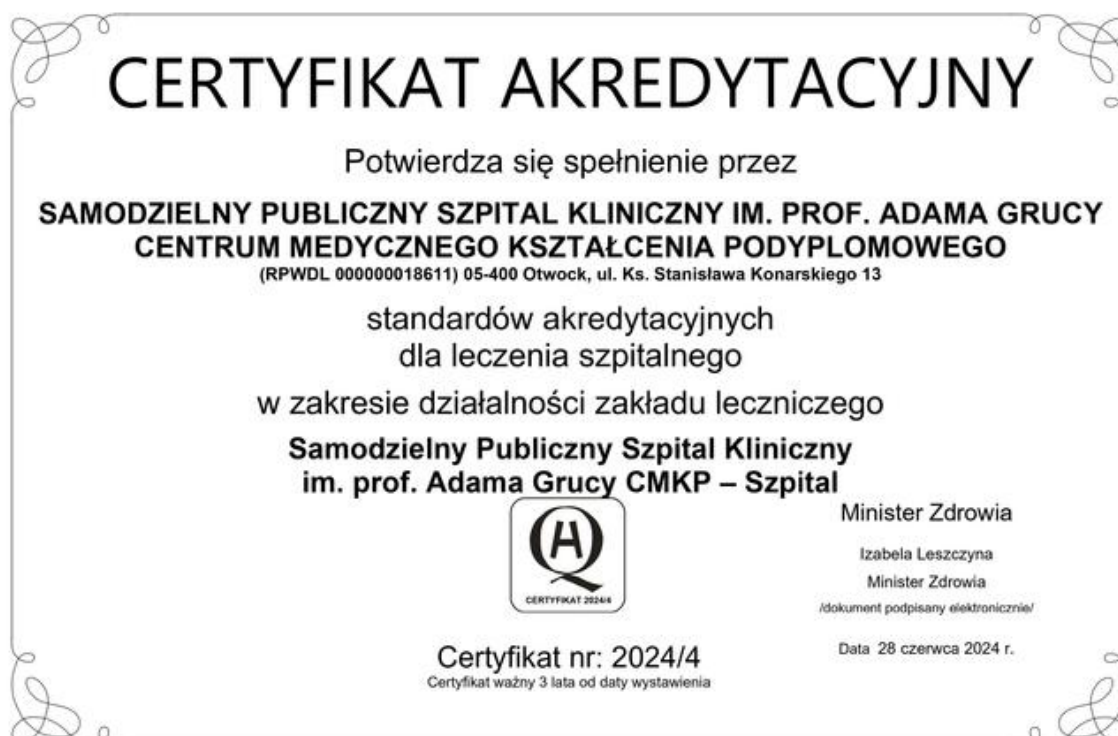 CERTYFIKAT AKREDYTACYJNY
Potwierdza się spełnienie przez
SAMODZIELNY PUBLICZNY SZPITAL KLINICZNY IM. PROF. ADAMA GRUCY
CENTRUM MEDYCZNEGO KSZTAŁCENIA PODYPLOMOWEGO
(RPWDL 000000018611) 05-400 Otwock, ul. Ks. Stanisława Konarskiego 13
standardów akredytacyjnych
dla leczenia szpitalnego
w zakresie działalności zakładu leczniczego
Samodzielny Publiczny Szpital Kliniczny
im. prof. Adama Grucy CMKP – Szpital
CERTYFIKAT 2024/4
Certyfikat nr: 2024/4
Certyfikat ważny 3 lata od daty wystawienia
Minister Zdrowia
Izabela Leszczyna
Minister Zdrowia
/dokument podpisany elektronicznie/
Data 28 czerwca 2024 r.